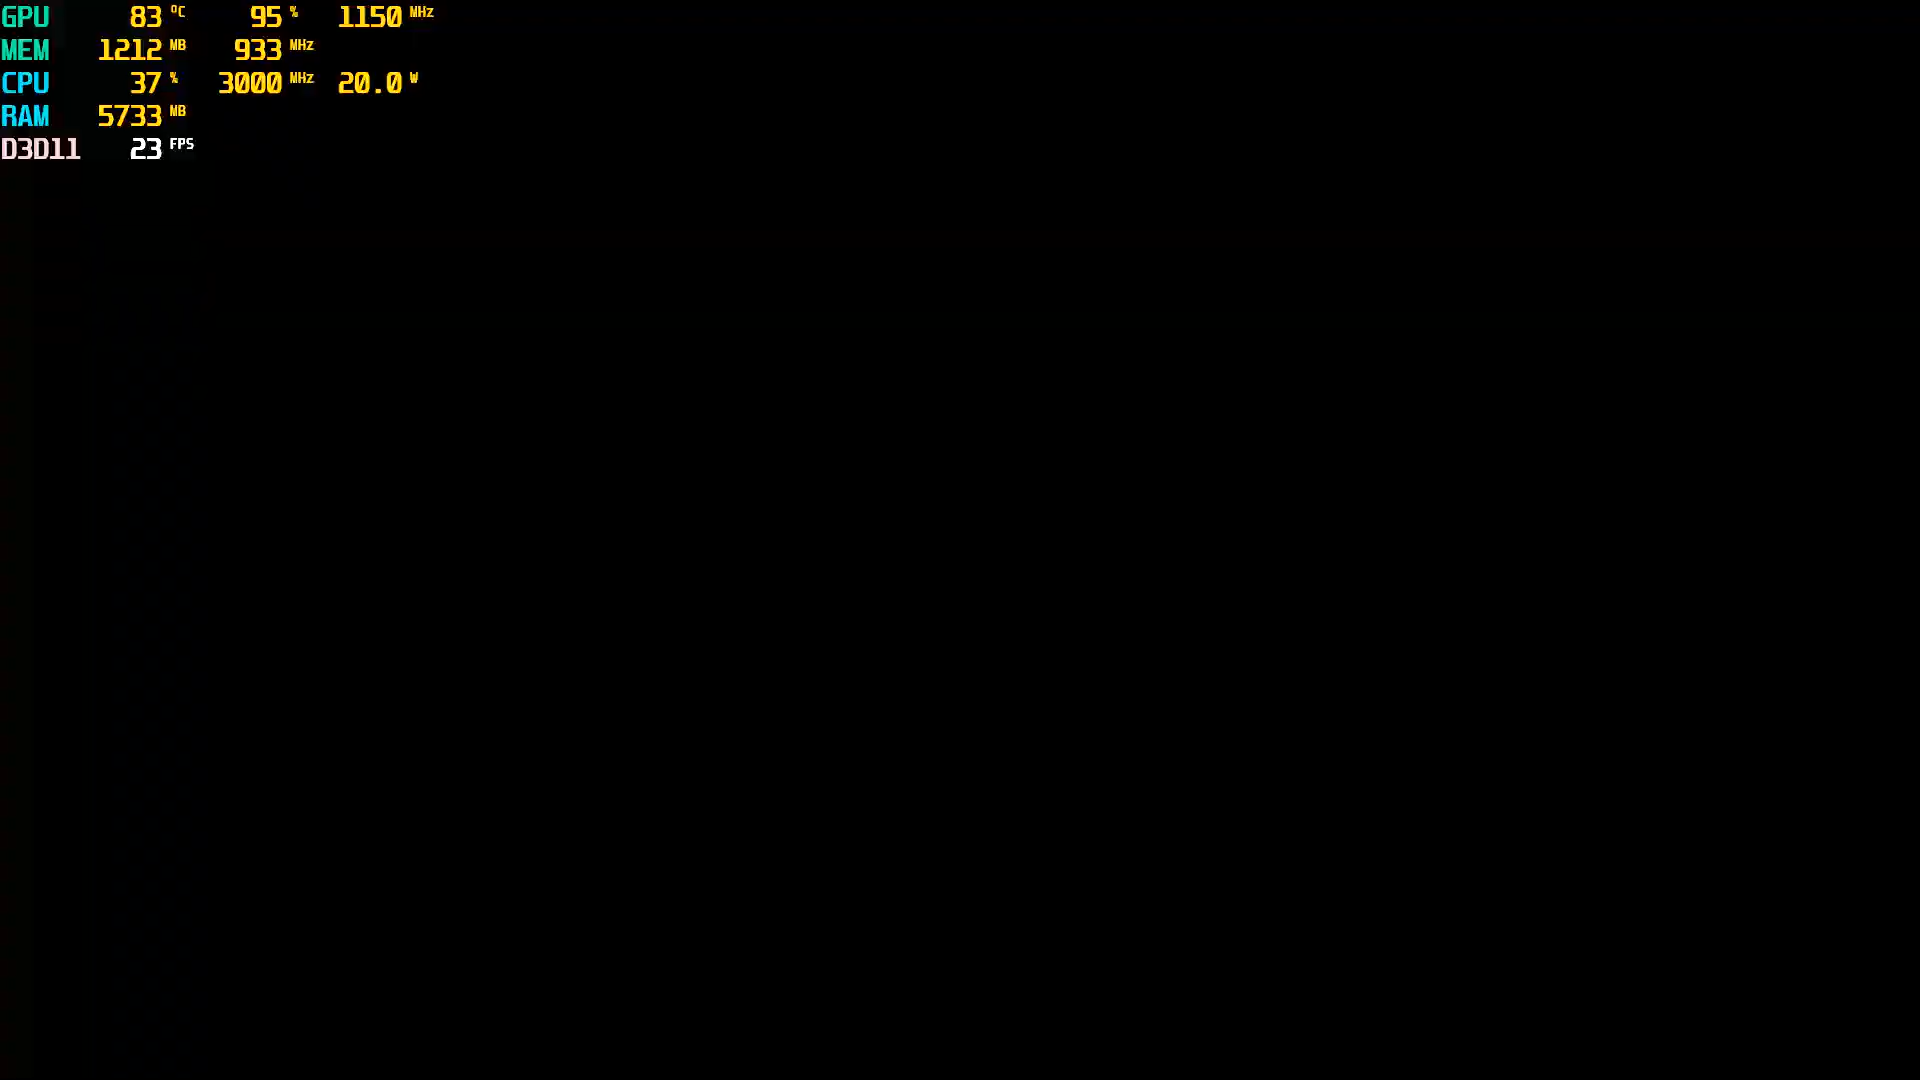 GPU 83 °C 95 % 1150 MHz
MEM 1212 MB 933 MHz
CPU 37 % 3000 MHz 20.0 W
RAM 5733 MB
D3D11 23 FPS